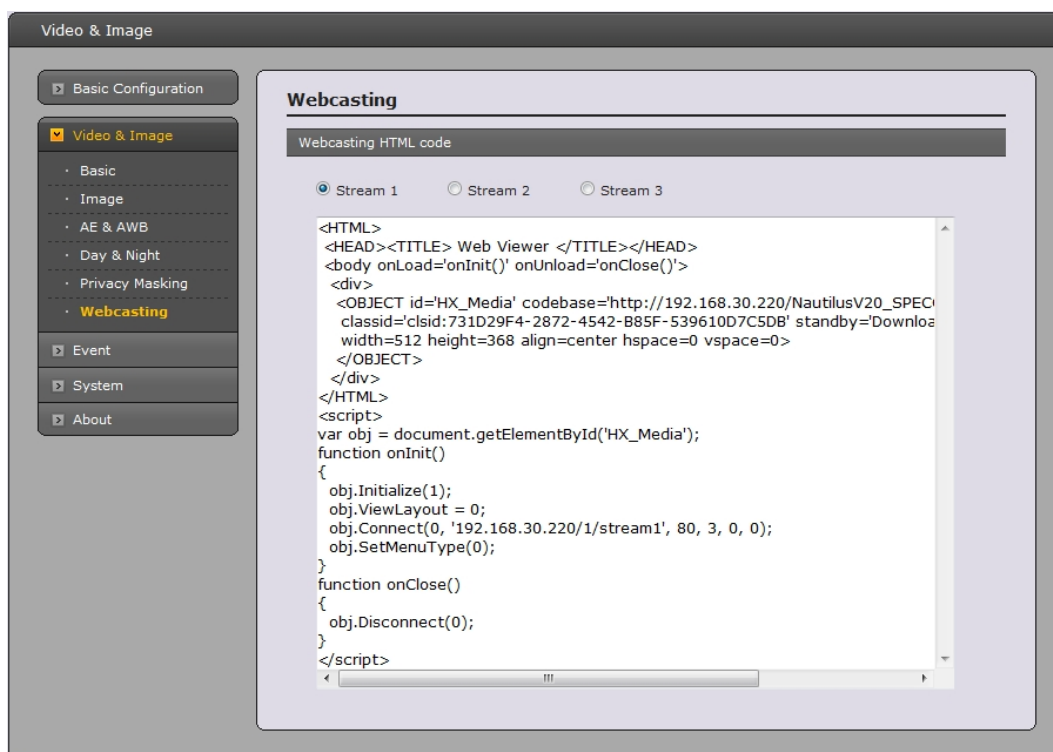 Video & Image
Basic Configuration
Video & Image
· Basic
· Image
· AE & AWB
· Day & Night
· Privacy Masking
· Webcasting
Event
System
About
Webcasting
Webcasting HTML code
Stream 1 Stream 2 Stream 3
<HTML>
<HEAD><TITLE> Web Viewer </TITLE></HEAD>
<body onLoad='onInit()' onUnload='onClose()'>
<div>
<OBJECT id='HX_Media' codebase='http://192.168.30.220/NautilusV20_SPEC
classid='clsid:731D29F4-2872-4542-B85F-539610D7C5DB' standby='Downloa
width=512 height=368 align=center hspace=0 vspace=0>
</OBJECT>
</div>
</HTML>
<script>
var obj = document.getElementById('HX_Media');
function onInit()
{
obj.Initialize(1);
obj.ViewLayout = 0;
obj.Connect(0, '192.168.30.220/1/stream1', 80, 3, 0, 0);
obj.SetMenuType(0);
}
function onClose()
{
obj.Disconnect(0);
}
</script>